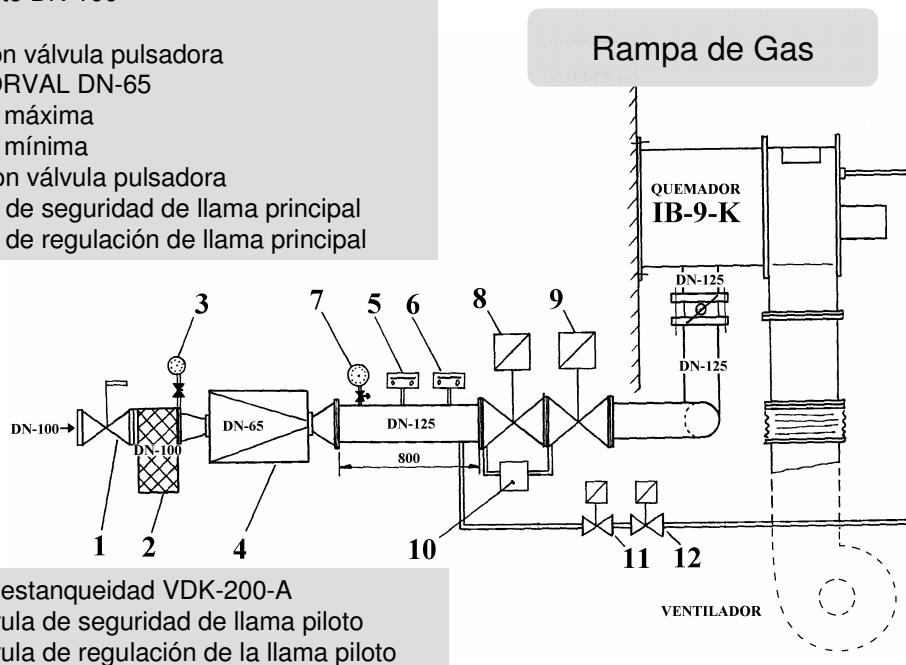 on válvula pulsadora
ORVAL DN-65
máxima
mínima
on válvula pulsadora
de seguridad de llama principal
de regulación de llama principal
Rampa de Gas
QUEMADOR
IB-9-K
DN-125
DN-125
3
7
5
6
8
9
DN-100
DN-100
DN-65
DN-125
800
1
2
4
10
11
12
VENTILADOR
estanqueidad VDK-200-A
ula de seguridad de llama piloto
ula de regulación de la llama piloto